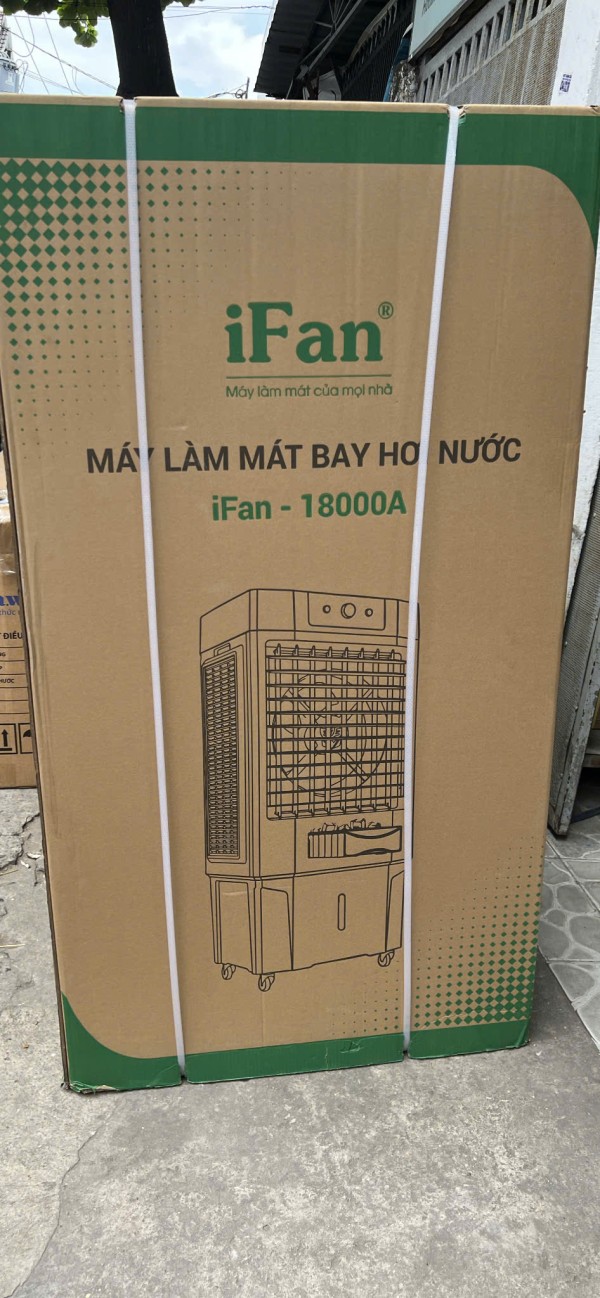 iFan®
Máy làm mát của mọi nhà
MÁY LÀM MÁT BAY HƠI NƯỚC
iFan - 18000A